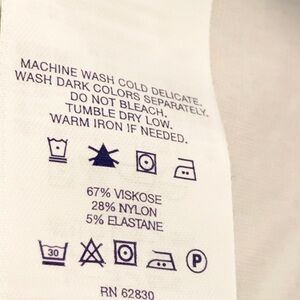 MACHINE WASH COLD DELICATE.
WASH DARK COLORS SEPARATELY.
DO NOT BLEACH.
TUMBLE DRY LOW.
WARM IRON IF NEEDED.
67% VISKOSE
28% NYLON
5% ELASTANE
30 P
RN 62830